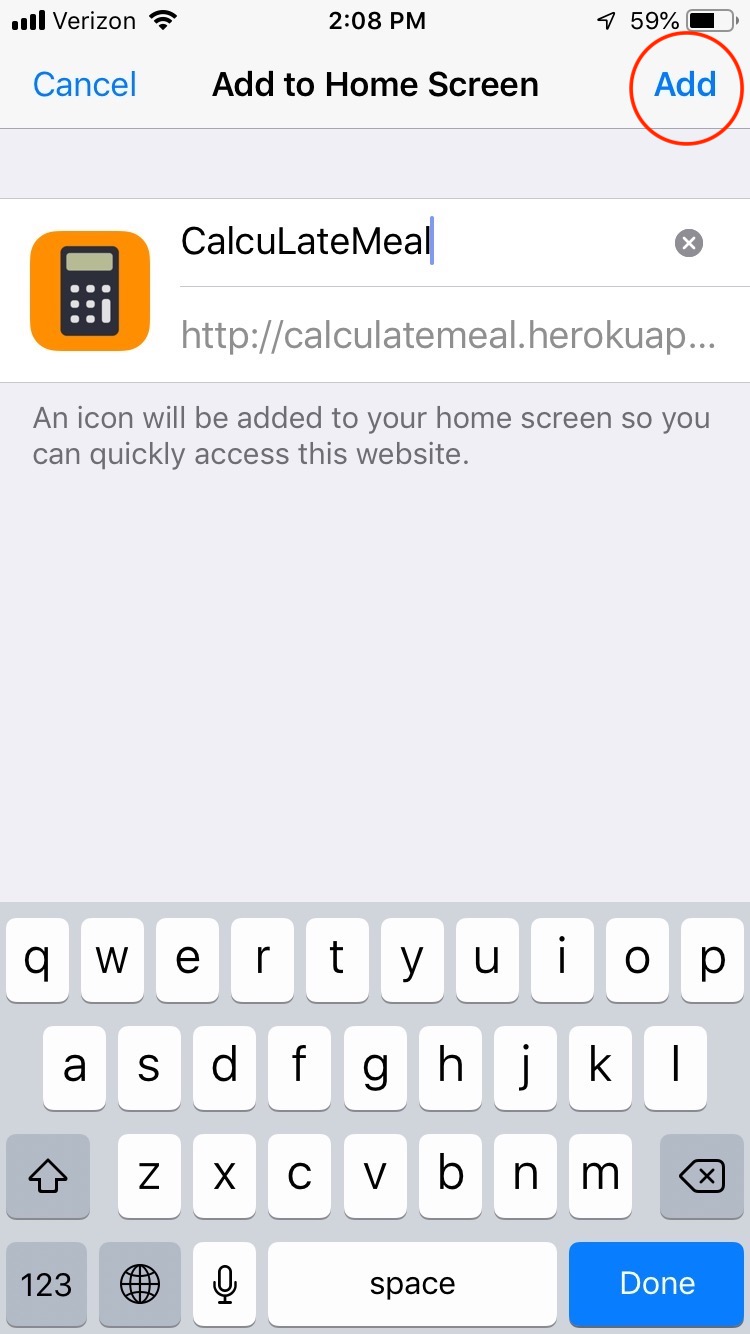 Verizon 2:08 PM 59%
Cancel Add to Home Screen Add
CalcuLateMeal
http://calculatemeal.herokuap...
An icon will be added to your home screen so you
can quickly access this website.
q w e r t y u i o p
a s d f g h j k l
z x c v b n m
123 space Done